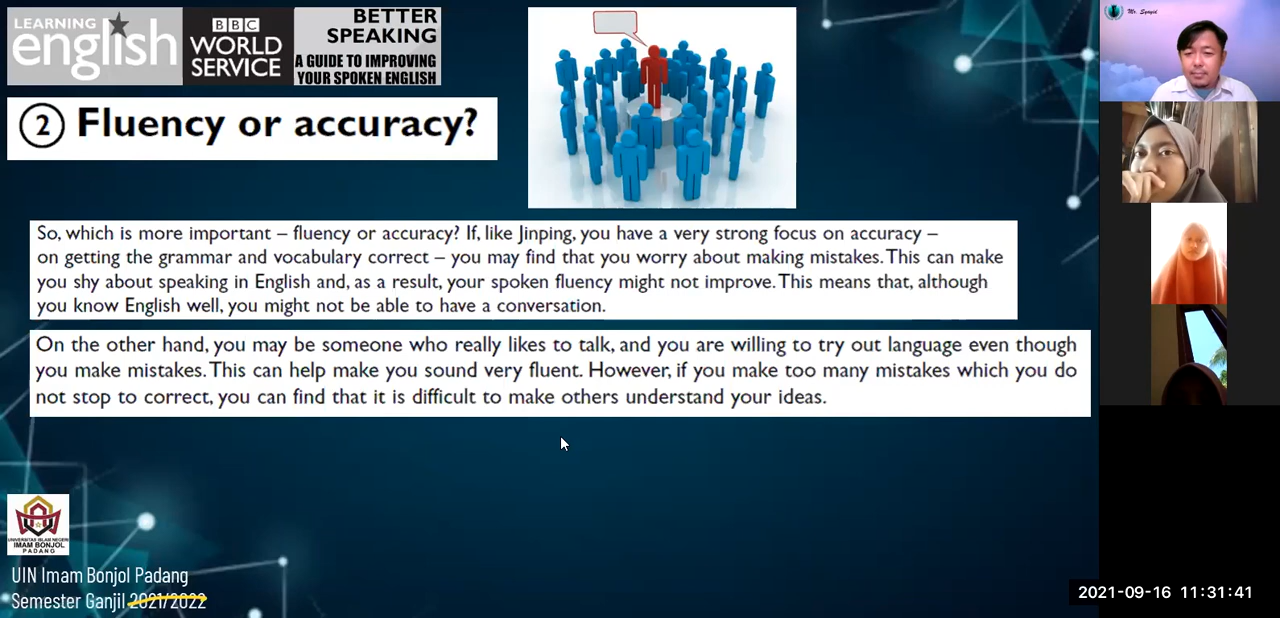 LEARNING
english
BBC
WORLD
SERVICE
BETTER
SPEAKING
A GUIDE TO IMPROVING
YOUR SPOKEN ENGLISH
2 Fluency or accuracy?
So, which is more important – fluency or accuracy? If, like Jinping, you have a very strong focus on accuracy –
on getting the grammar and vocabulary correct – you may find that you worry about making mistakes. This can make
you shy about speaking in English and, as a result, your spoken fluency might not improve. This means that, although
you know English well, you might not be able to have a conversation.
On the other hand, you may be someone who really likes to talk, and you are willing to try out language even though
you make mistakes. This can help make you sound very fluent. However, if you make too many mistakes which you do
not stop to correct, you can find that it is difficult to make others understand your ideas.
UNIVERSITAS ISLAM NEGERI
IMAM BONJOL
PADANG
UIN Imam Bonjol Padang
Semester Ganjil 2021/2022
Mr. Syayid
2021-09-16 11:31:41